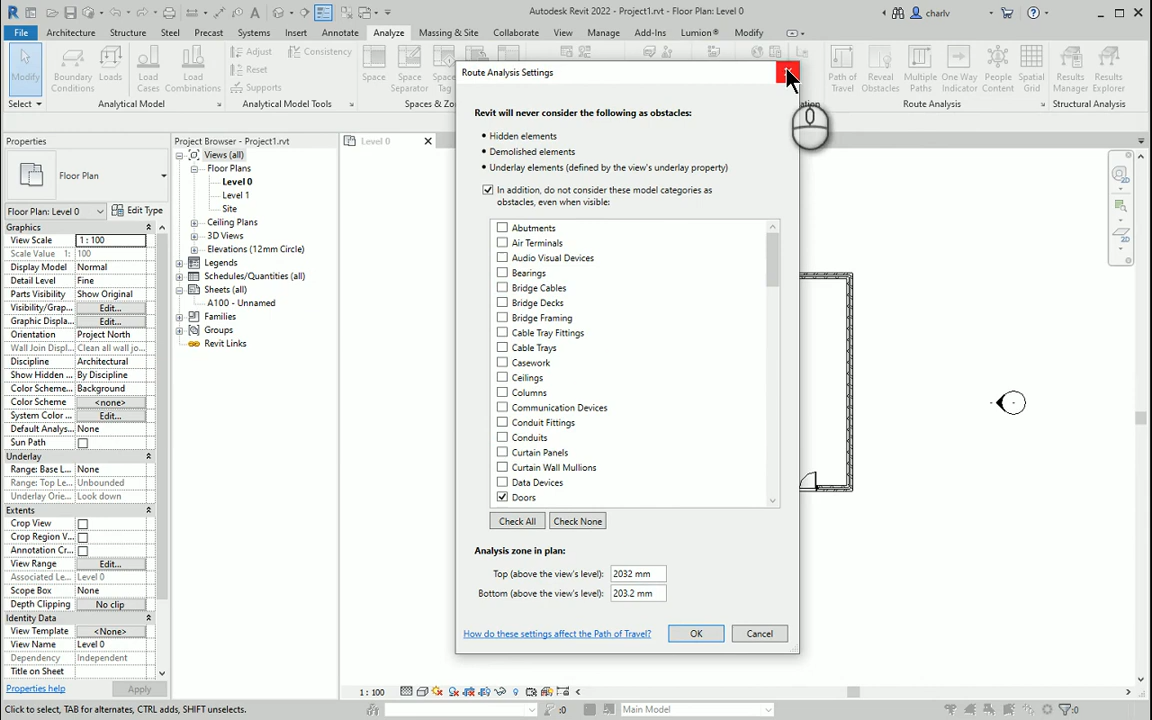 Autodesk Revit 2022 - Project1.rvt - Floor Plan: Level 0
charlv
File Architecture Structure Steel Precast Systems Insert Annotate Analyze Massing & Site Collaborate View Manage Add-Ins Lumion® Modify
Modify
Boundary Conditions
Loads
Load Cases
Load Combinations
Adjust
Reset
Supports
Consistency
Space
Space Separator
Space Tag
Path of Travel
Reveal Obstacles
Multiple Paths
One Way Indicator
People Content
Spatial Grid
Results Manager
Results Explorer
Select
Analytical Model
Analytical Model Tools
Spaces & Zones
Route Analysis
Structural Analysis
Properties
Floor Plan
Floor Plan: Level 0
Edit Type
Graphics
View Scale 1 : 100
Scale Value 1: 100
Display Model Normal
Detail Level Fine
Parts Visibility Show Original
Visibility/Grap... Edit...
Graphic Displa... Edit...
Orientation Project North
Wall Join Displ... Clean all wall jo...
Discipline Architectural
Show Hidden ... By Discipline
Color Scheme... Background
Color Scheme <none>
System Color ... Edit...
Default Analys... None
Sun Path
Underlay
Range: Base L... None
Range: Top Le... Unbounded
Underlay Orie... Look down
Extents
Crop View
Crop Region V...
Annotation Cr...
View Range Edit...
Associated Le... Level 0
Scope Box None
Depth Clipping No clip
Identity Data
View Template <None>
View Name Level 0
Dependency Independent
Title on Sheet
Properties help
Apply
Project Browser - Project1.rvt
Views (all)
Floor Plans
Level 0
Level 1
Site
Ceiling Plans
3D Views
Elevations (12mm Circle)
Legends
Schedules/Quantities (all)
Sheets (all)
A100 - Unnamed
Families
Groups
Revit Links
Level 0
Route Analysis Settings
Revit will never consider the following as obstacles:
• Hidden elements
• Demolished elements
• Underlay elements (defined by the view's underlay property)
In addition, do not consider these model categories as
obstacles, even when visible:
Abutments
Air Terminals
Audio Visual Devices
Bearings
Bridge Cables
Bridge Decks
Bridge Framing
Cable Tray Fittings
Cable Trays
Casework
Ceilings
Columns
Communication Devices
Conduit Fittings
Conduits
Curtain Panels
Curtain Wall Mullions
Data Devices
Doors
Check All
Check None
Analysis zone in plan:
Top (above the view's level): 2032 mm
Bottom (above the view's level): 203.2 mm
How do these settings affect the Path of Travel?
OK
Cancel
1 : 100
Click to select, TAB for alternates, CTRL adds, SHIFT unselects.
:0
Main Model
:0